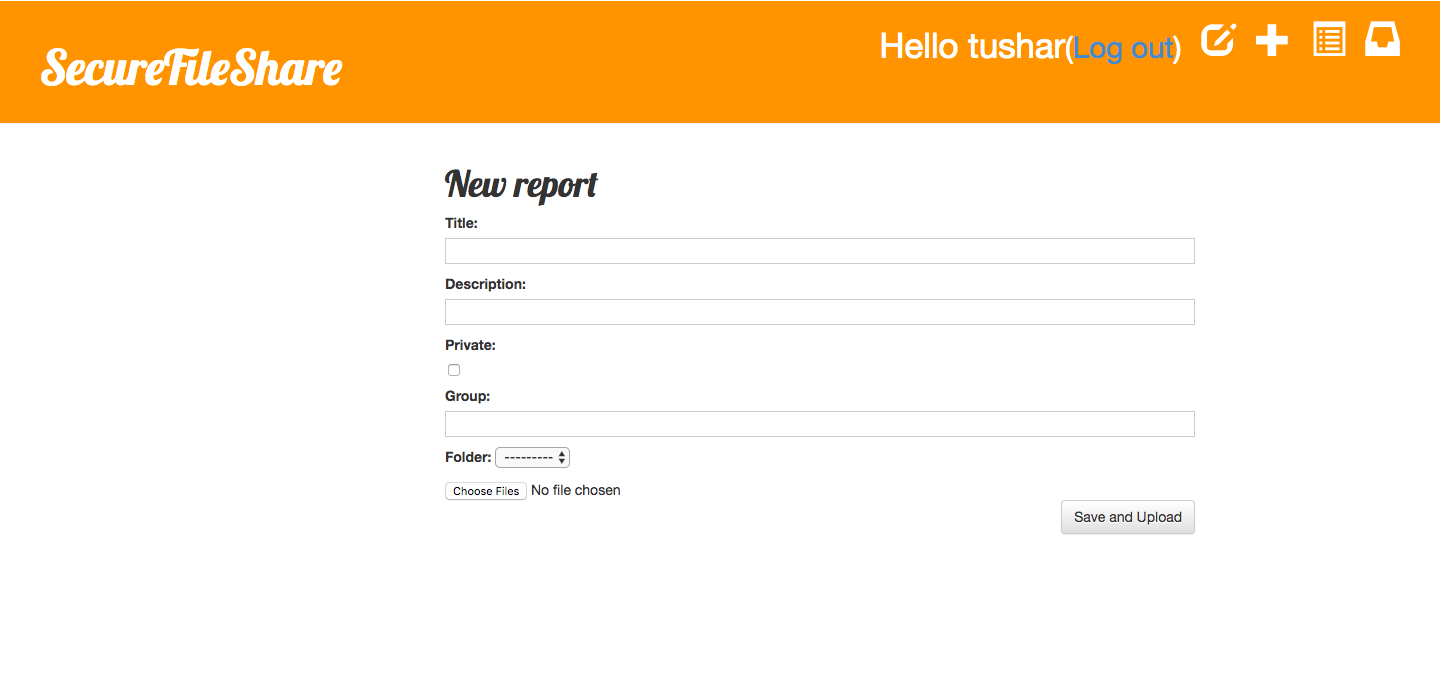 SecureFileShare
Hello tushar(Log out)
New report
Title:
Description:
Private:
Group:
Folder: ---------
Choose Files No file chosen
Save and Upload